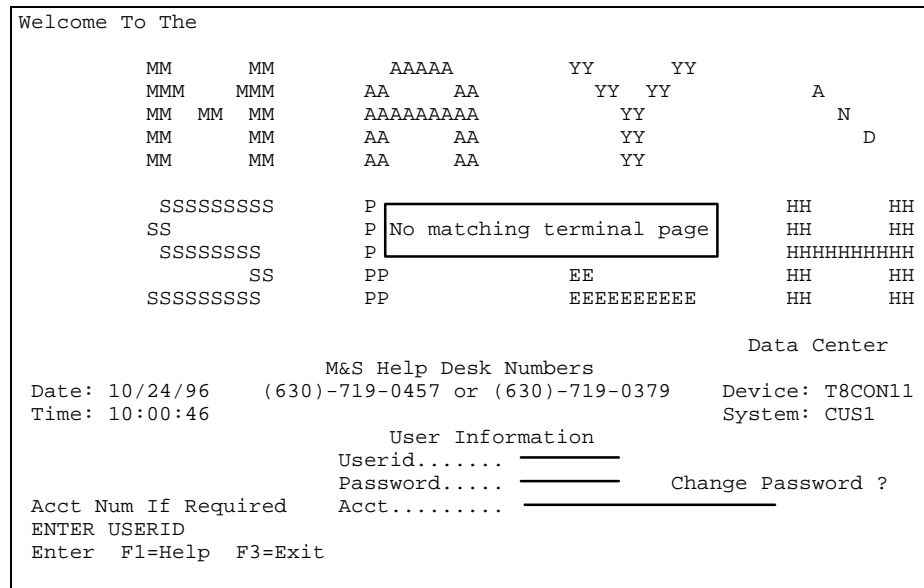 Welcome To The
MM MM AAAAA YY YY
MMM MMM AA AA YY YY A
MM MM MM AAAAAAAAA YY N
MM MM AA AA YY D
MM MM AA AA YY
SSSSSSSSS P HH HH
SS P No matching terminal page HH HH
SSSSSSSS P HHHHHHHHHH
SS PP EE HH HH
SSSSSSSSS PP EEEEEEEEEE HH HH
Data Center
M&S Help Desk Numbers
Date: 10/24/96 (630)-719-0457 or (630)-719-0379 Device: T8CON11
Time: 10:00:46 System: CUS1
User Information
Userid.......
Password..... Change Password ?
Acct Num If Required Acct.........
ENTER USERID
Enter F1=Help F3=Exit